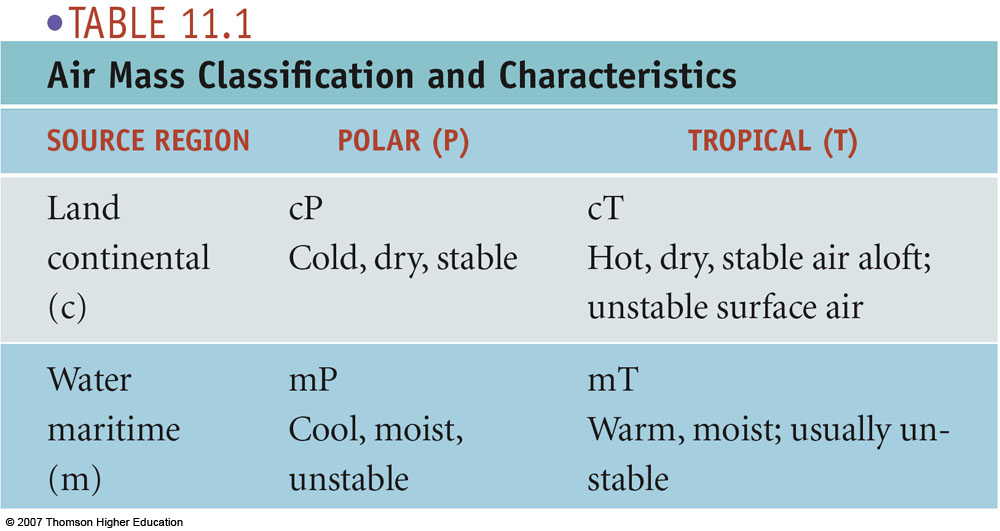 •TABLE 11.1
Air Mass Classification and Characteristics
SOURCE REGION POLAR (P) TROPICAL (T)
Land cP cT
continental Cold, dry, stable Hot, dry, stable air aloft;
(c) unstable surface air
Water mP mT
maritime Cool, moist, Warm, moist; usually un-
(m) unstable stable
© 2007 Thomson Higher Education